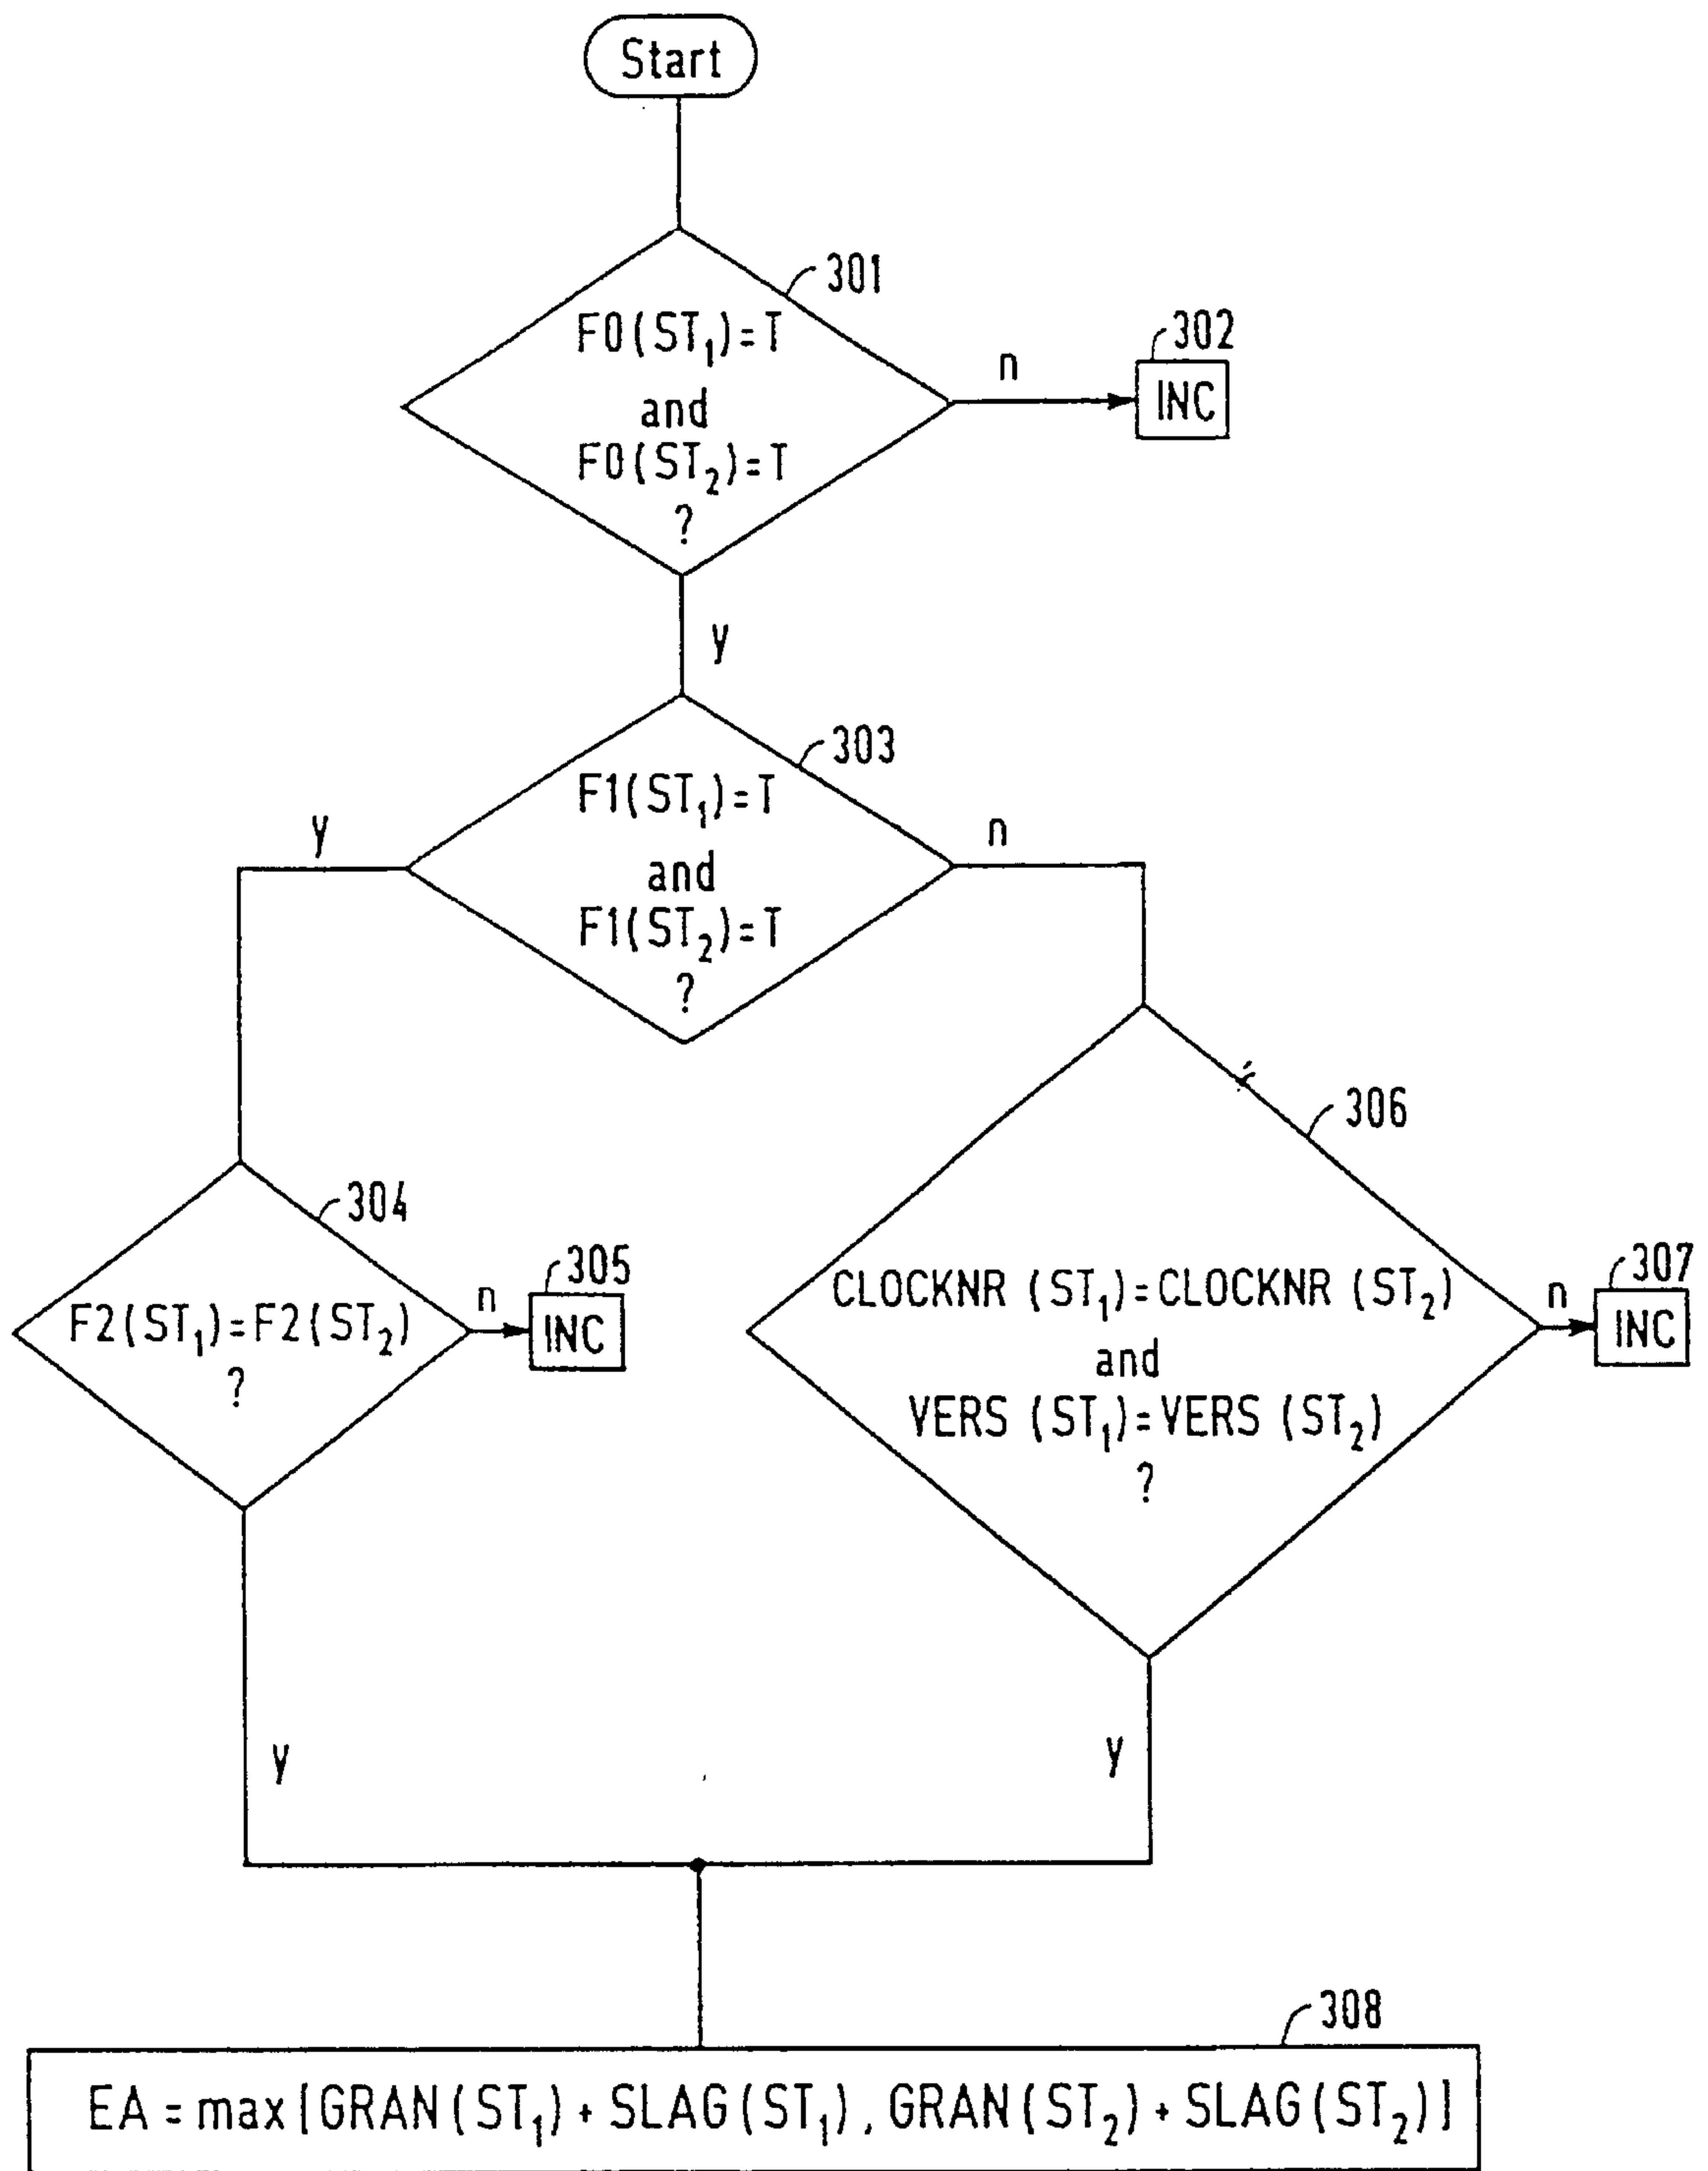 Start
301
F0(ST₁)=T
and
F0(ST₂)=T
?
n
302
INC
y
303
F1(ST₁)=T
and
F1(ST₂)=T
?
y
n
304
F2(ST₁)=F2(ST₂)
?
n
305
INC
306
CLOCKNR (ST₁)=CLOCKNR (ST₂)
and
VERS (ST₁)=VERS (ST₂)
?
n
307
INC
y
y
308
EA = max[GRAN(ST₁) + SLAG(ST₁), GRAN(ST₂) + SLAG(ST₂)]